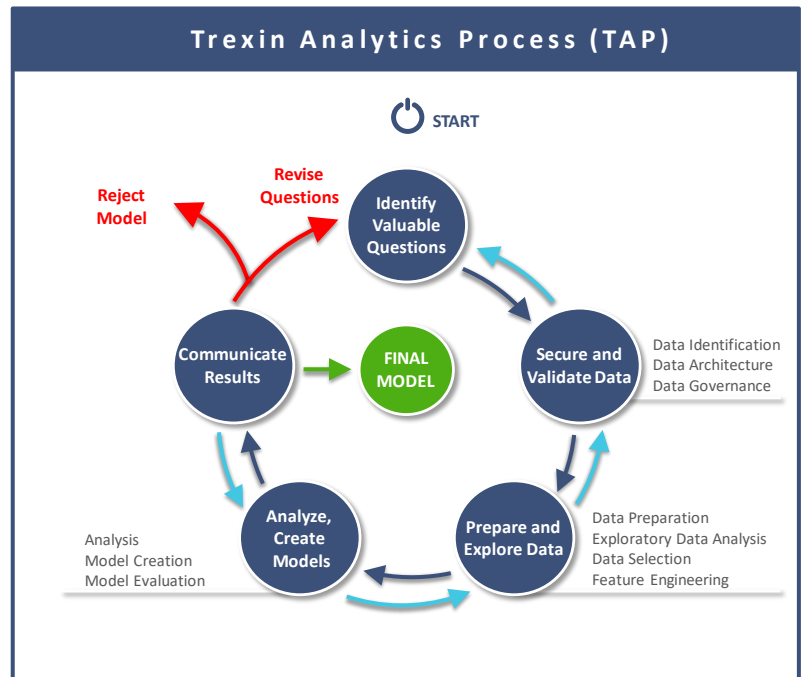 Trexin Analytics Process (TAP)
START
Reject
Model
Revise
Questions
Identify
Valuable
Questions
Communicate
Results
FINAL
MODEL
Secure and
Validate Data
Data Identification
Data Architecture
Data Governance
Analyze,
Create
Models
Analysis
Model Creation
Model Evaluation
Prepare and
Explore Data
Data Preparation
Exploratory Data Analysis
Data Selection
Feature Engineering